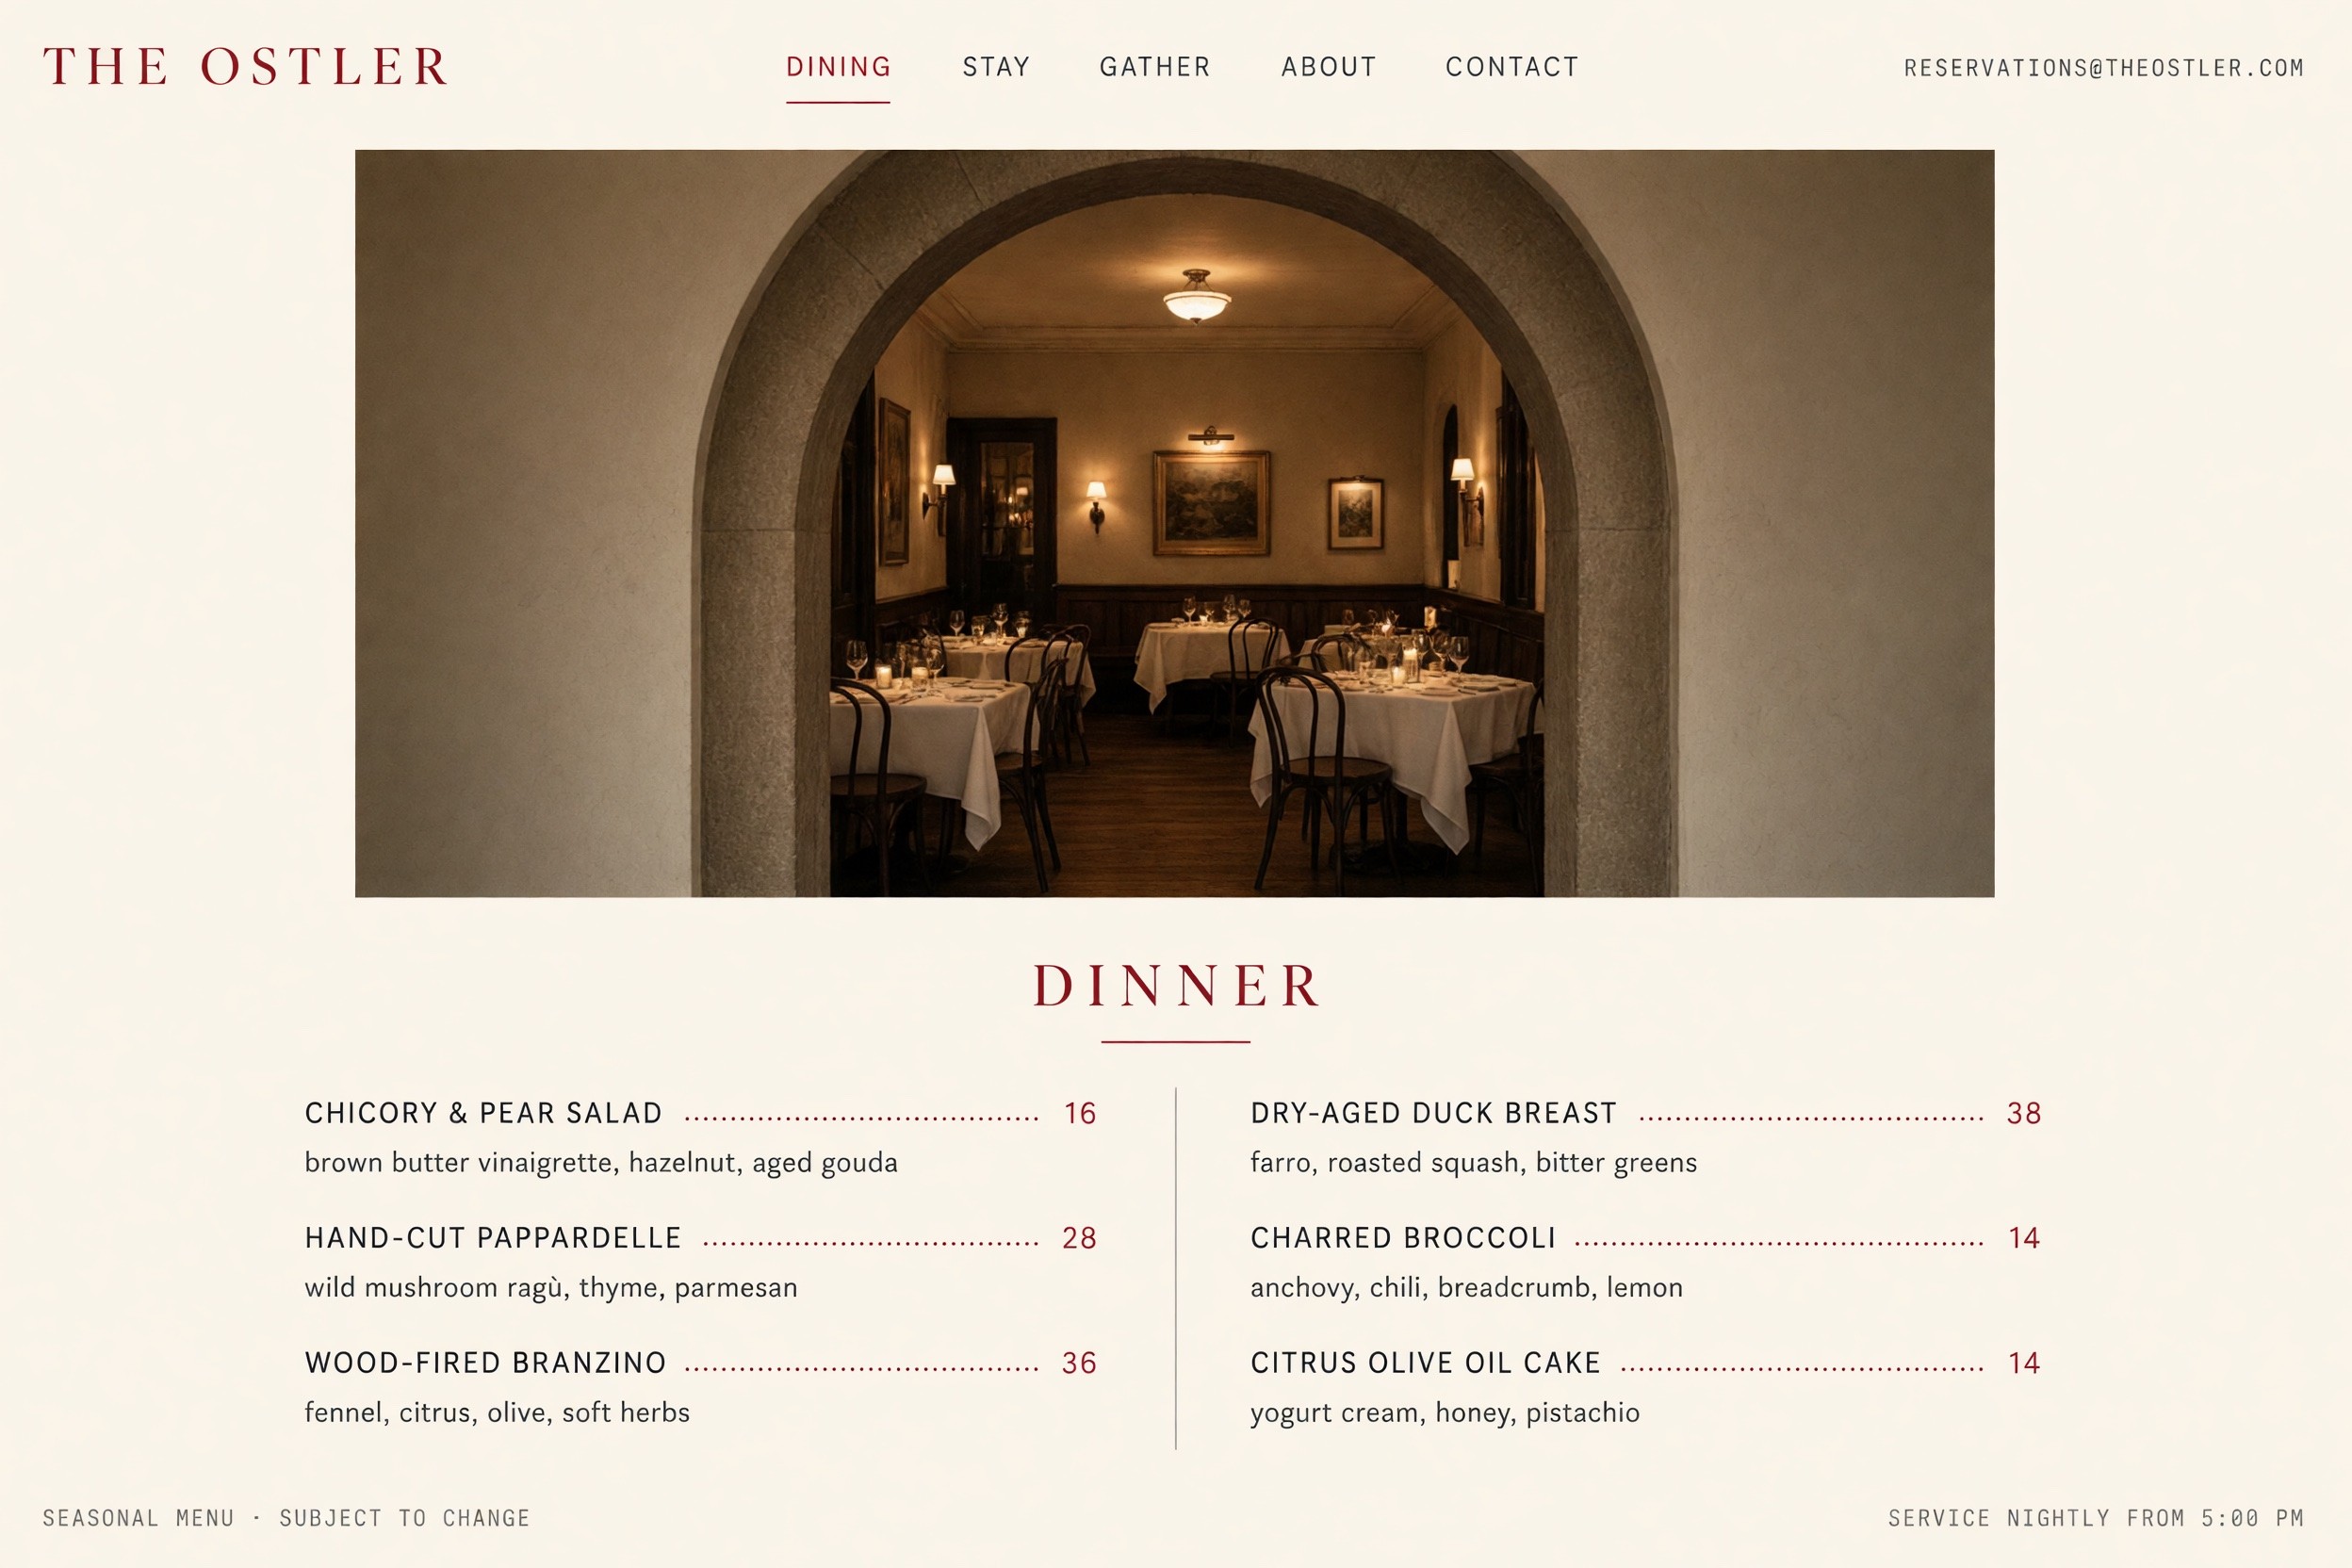 THE OSTLER
DINING STAY GATHER ABOUT CONTACT
RESERVATIONS@THEOSTLER.COM
DINNER
CHICORY & PEAR SALAD 16
brown butter vinaigrette, hazelnut, aged gouda
HAND-CUT PAPPARDELLE 28
wild mushroom ragù, thyme, parmesan
WOOD-FIRED BRANZINO 36
fennel, citrus, olive, soft herbs
DRY-AGED DUCK BREAST 38
farro, roasted squash, bitter greens
CHARRED BROCCOLI 14
anchovy, chili, breadcrumb, lemon
CITRUS OLIVE OIL CAKE 14
yogurt cream, honey, pistachio
SEASONAL MENU · SUBJECT TO CHANGE
SERVICE NIGHTLY FROM 5:00 PM